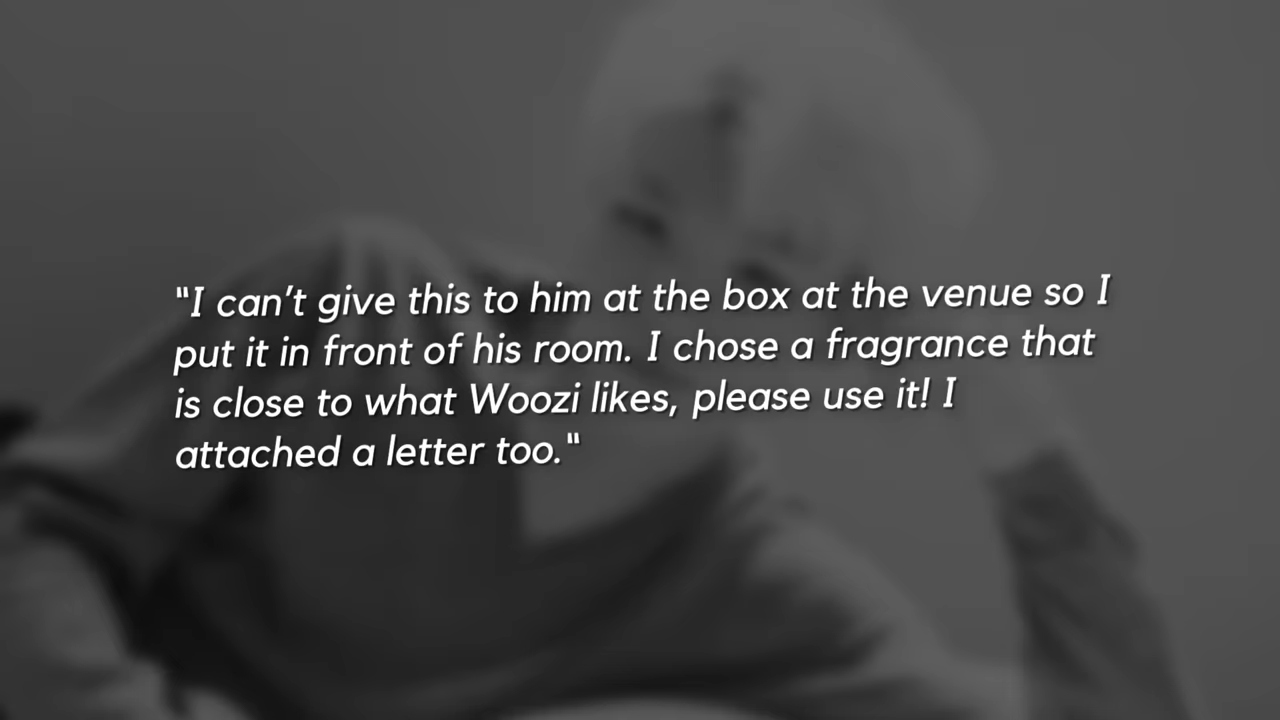 "I can’t give this to him at the box at the venue so I
put it in front of his room. I chose a fragrance that
is close to what Woozi likes, please use it! I
attached a letter too."